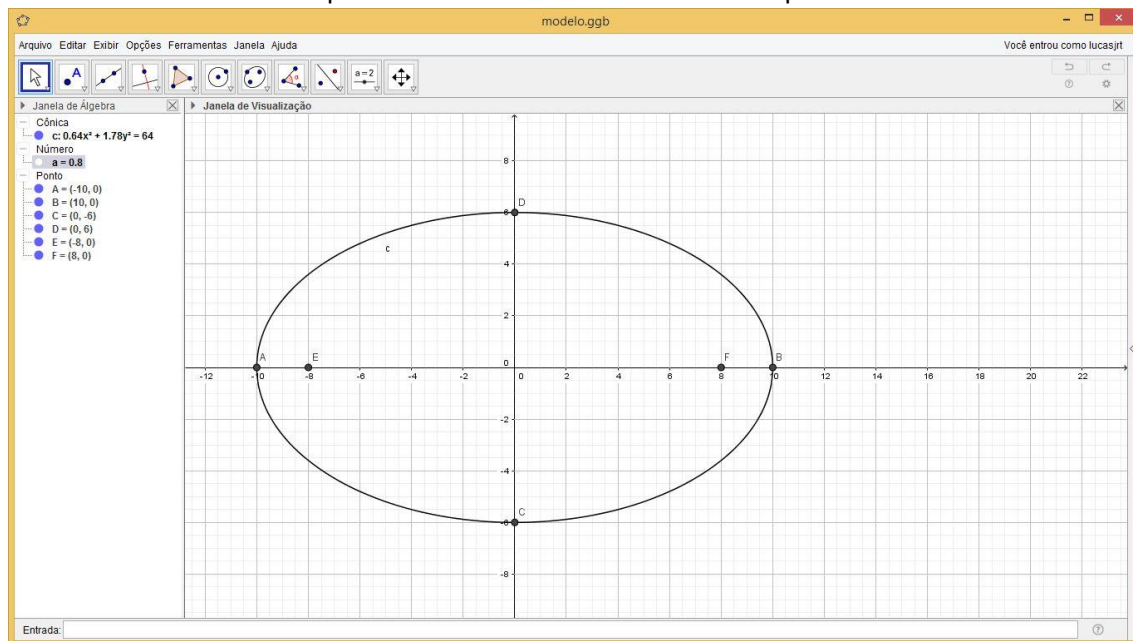 modelo.ggb
Arquivo Editar Exibir Opções Ferramentas Janela Ajuda
Você entrou como lucasjrt
A
a=2
Janela de Álgebra
Janela de Visualização
Cônica
c: 0.64x² + 1.78y² = 64
Número
a = 0.8
Ponto
A = (-10, 0)
B = (10, 0)
C = (0, -6)
D = (0, 6)
E = (-8, 0)
F = (8, 0)
8
D
6
c
4
2
0
A E F B
-12 -10 -8 -6 -4 -2 0 2 4 6 8 10 12 14 16 18 20 22
-2
-4
C
-6
-8
Entrada: